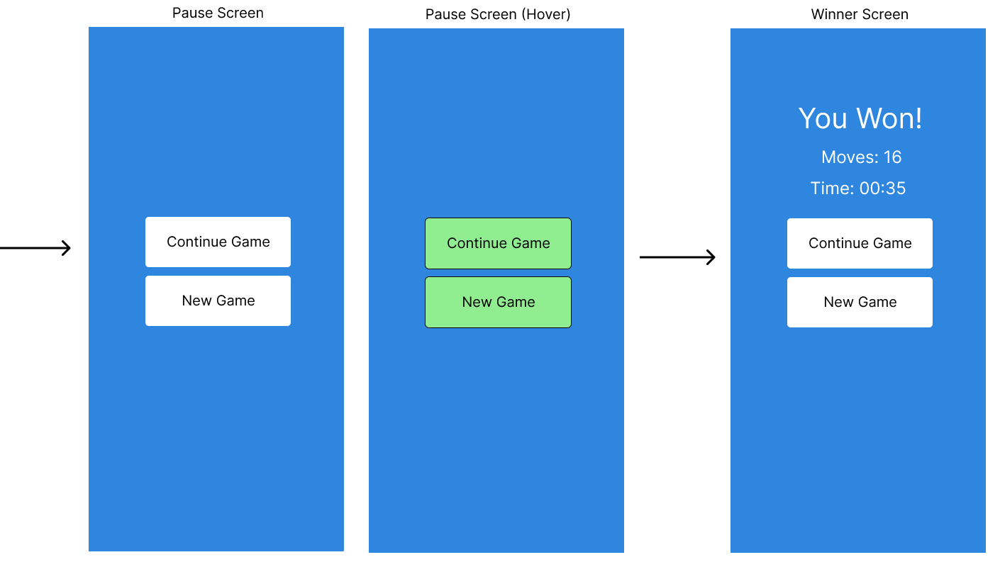 Pause Screen
Continue Game
New Game
Pause Screen (Hover)
Continue Game
New Game
Winner Screen
You Won!
Moves: 16
Time: 00:35
Continue Game
New Game